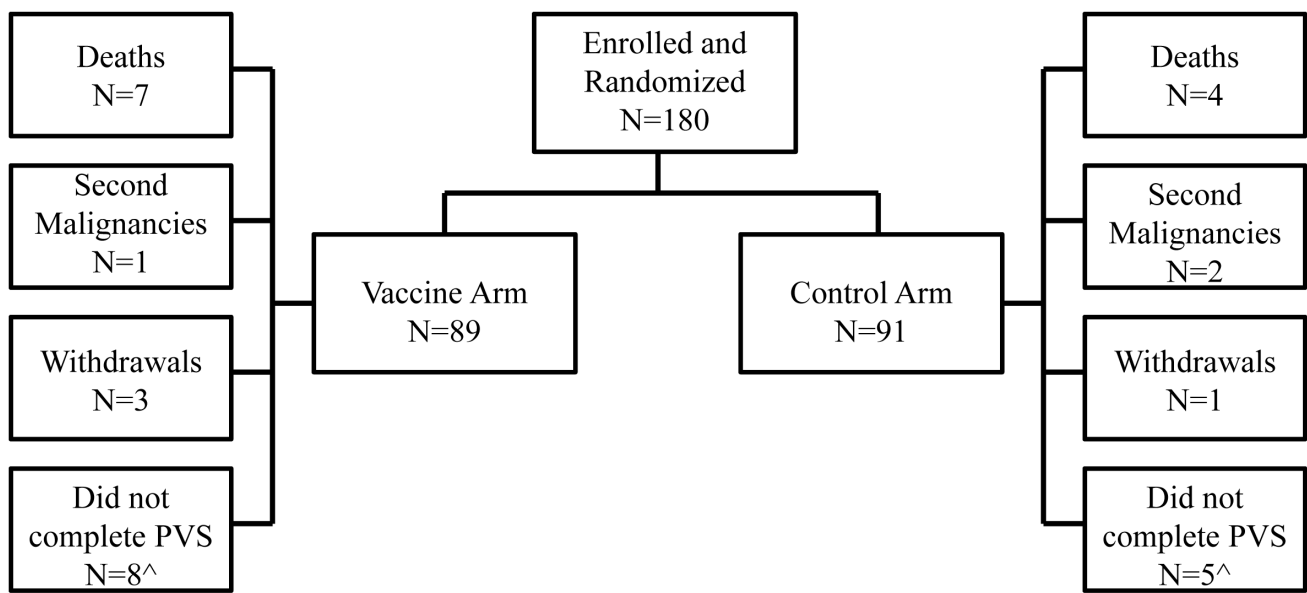 Enrolled and
Randomized
N=180
Vaccine Arm
N=89
Control Arm
N=91
Deaths
N=7
Second
Malignancies
N=1
Withdrawals
N=3
Did not
complete PVS
N=8^
Deaths
N=4
Second
Malignancies
N=2
Withdrawals
N=1
Did not
complete PVS
N=5^